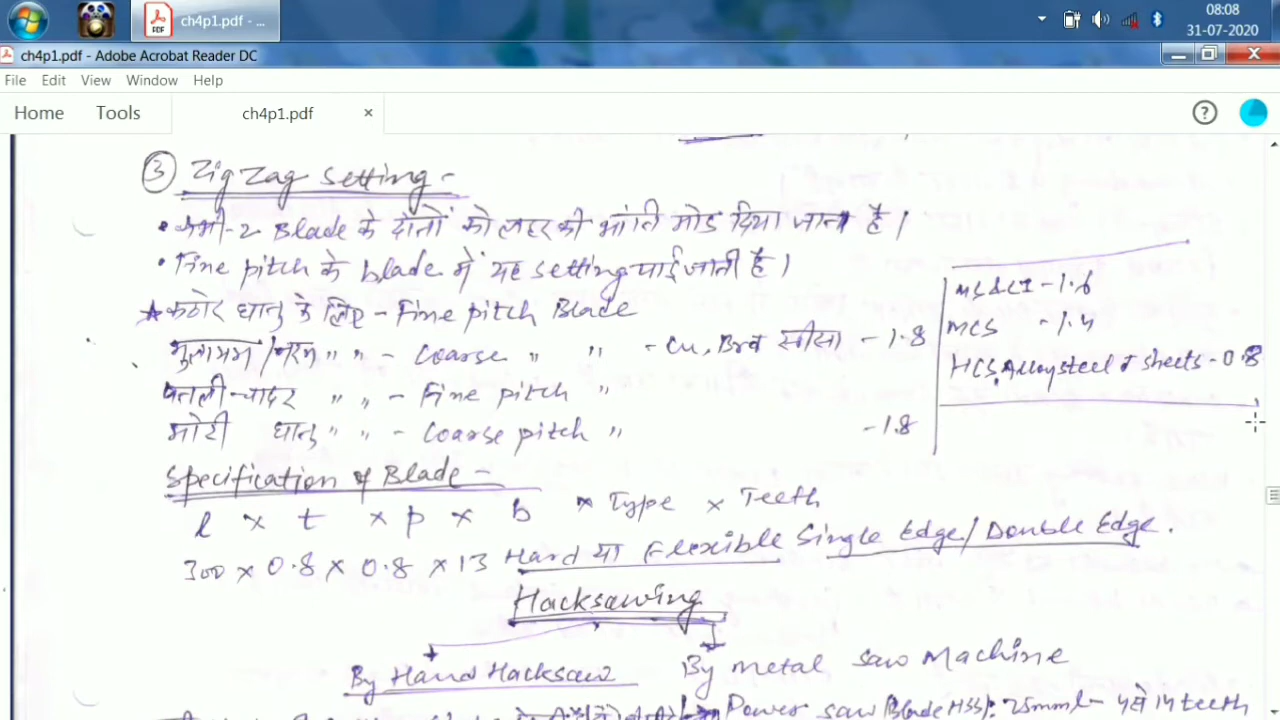 ch4p1.pdf - ...
08:08
31-07-2020
ch4p1.pdf - Adobe Acrobat Reader DC
File Edit View Window Help
Home Tools ch4p1.pdf
③ ZigZag setting -
• कभी-2 Blade के दाँतों को लहर की भांति मोड दिया जाता है।
• Fine pitch के blade में यह setting पाई जाती है।
☆ कठोर धातु के लिए - Fine pitch Blade
मुलायम/नरम " " - Coarse " " - Cu, Br व सीसा - 1.8
पतली चादर " " - Fine pitch "
मोटी धातु " " - Coarse pitch " - 1.8
- 1.6
MCS - 1.4
HCS, Alloy steel & sheets - 0.8
Specification of Blade -
l × t × p × b × Type × Teeth
300 × 0.8 × 0.8 × 13 Hard या Flexible Single Edge/Double Edge.
Hacksawing
By Hand Hacksaw By metal saw Machine
Power saw (Blade HSS): 25mm - 4 से 14 teeth